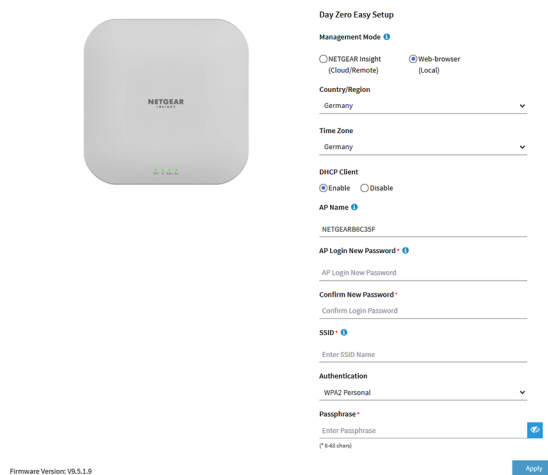 NETGEAR
INSIGHT
Day Zero Easy Setup
Management Mode
NETGEAR Insight
(Cloud/Remote)
Web-browser
(Local)
Country/Region
Germany
Time Zone
Germany
DHCP Client
Enable Disable
AP Name
NETGEARB6C35F
AP Login New Password *
AP Login New Password
Confirm New Password *
Confirm Login Password
SSID *
Enter SSID Name
Authentication
WPA2 Personal
Passphrase *
Enter Passphrase
(* 8-63 chars)
Apply
Firmware Version: V9.5.1.9